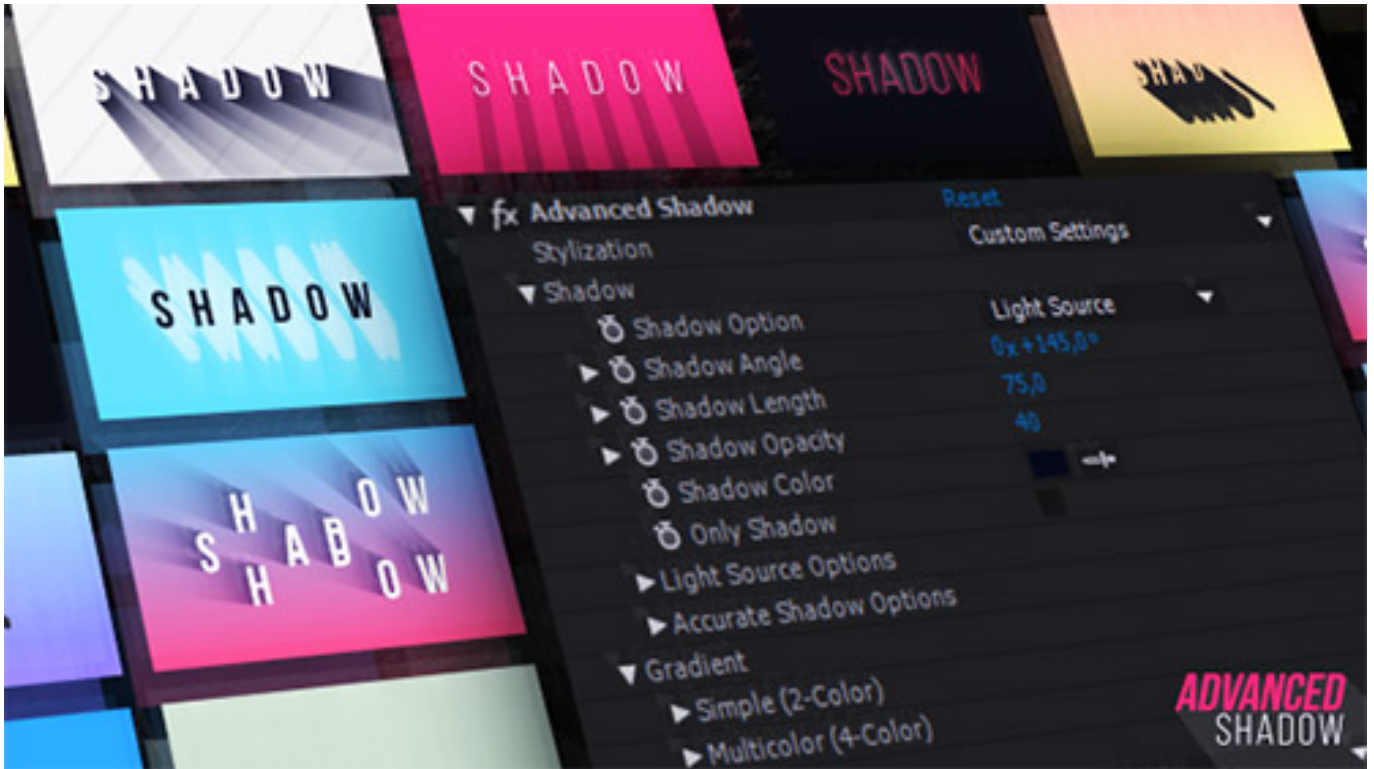 SHADOW
SHADOW
SHADOW
SHAD
fx Advanced Shadow Reset
Stylization Custom Settings
Shadow
Shadow Option Light Source
Shadow Angle 0x+145,0°
Shadow Length 75,0
Shadow Opacity 40
Shadow Color
Only Shadow
Light Source Options
Accurate Shadow Options
Gradient
Simple (2-Color)
Multicolor (4-Color)
SHADOW
H OW
S A D
H OW
ADVANCED
SHADOW